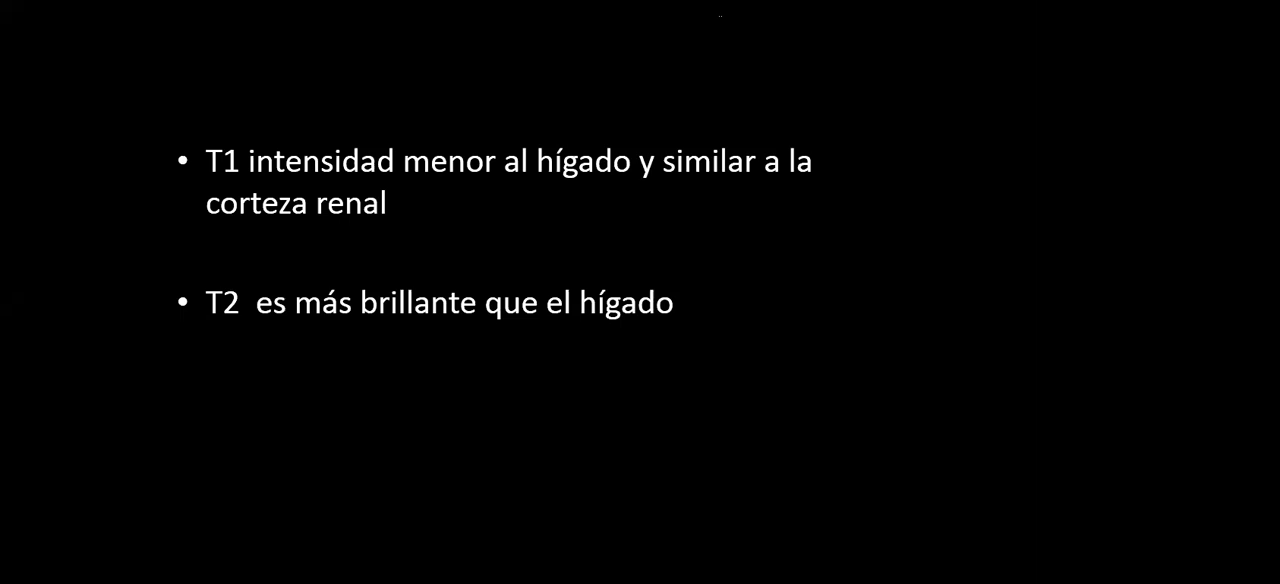 • T1 intensidad menor al hígado y similar a la
corteza renal
• T2  es más brillante que el hígado